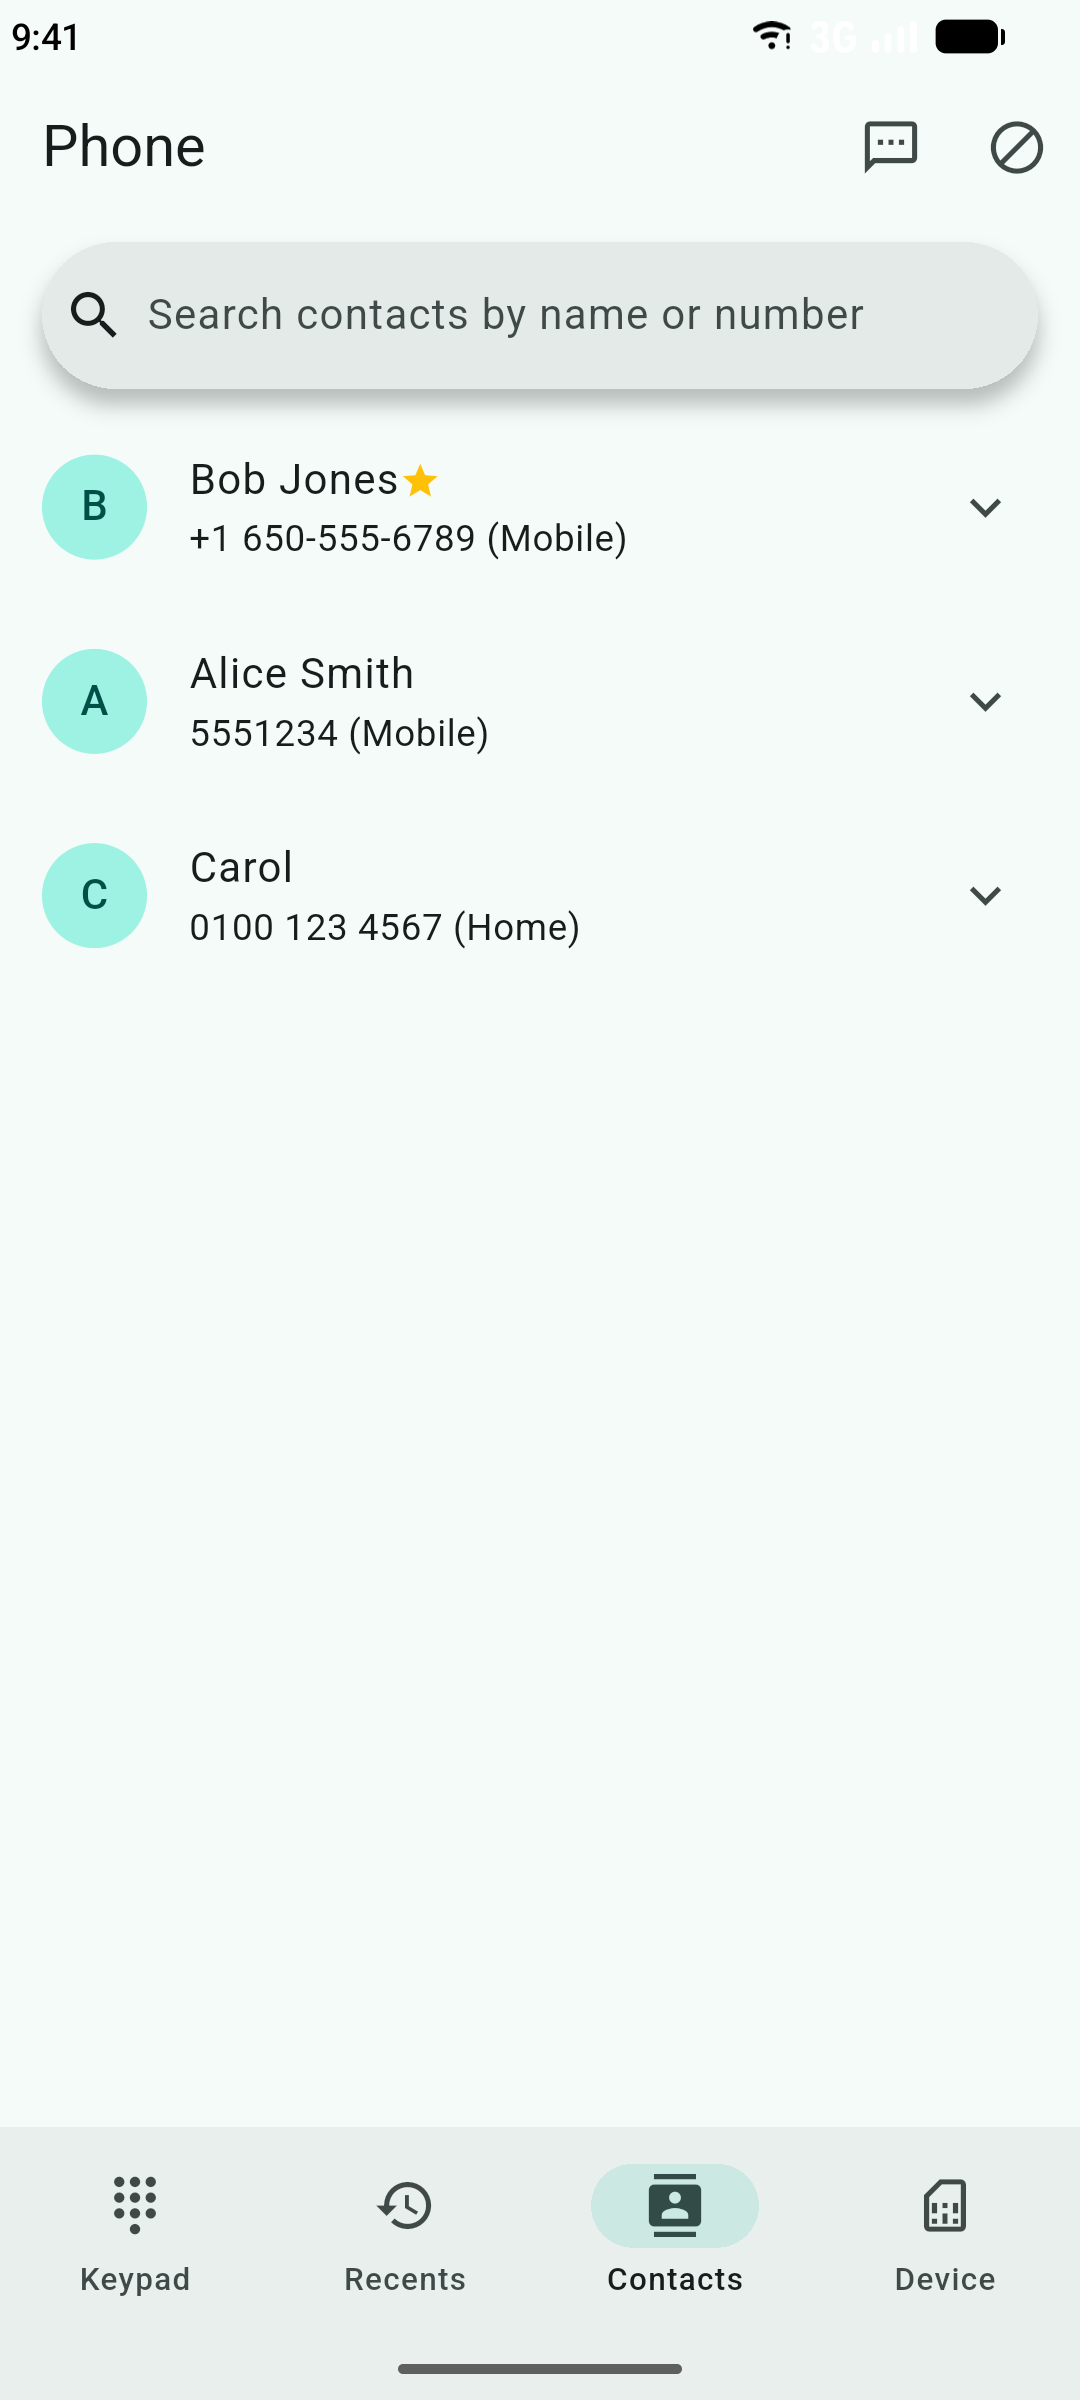 9:41
3G
Phone
Search contacts by name or number
B
Bob Jones
+1 650-555-6789 (Mobile)
A
Alice Smith
5551234 (Mobile)
C
Carol
0100 123 4567 (Home)
Keypad
Recents
Contacts
Device